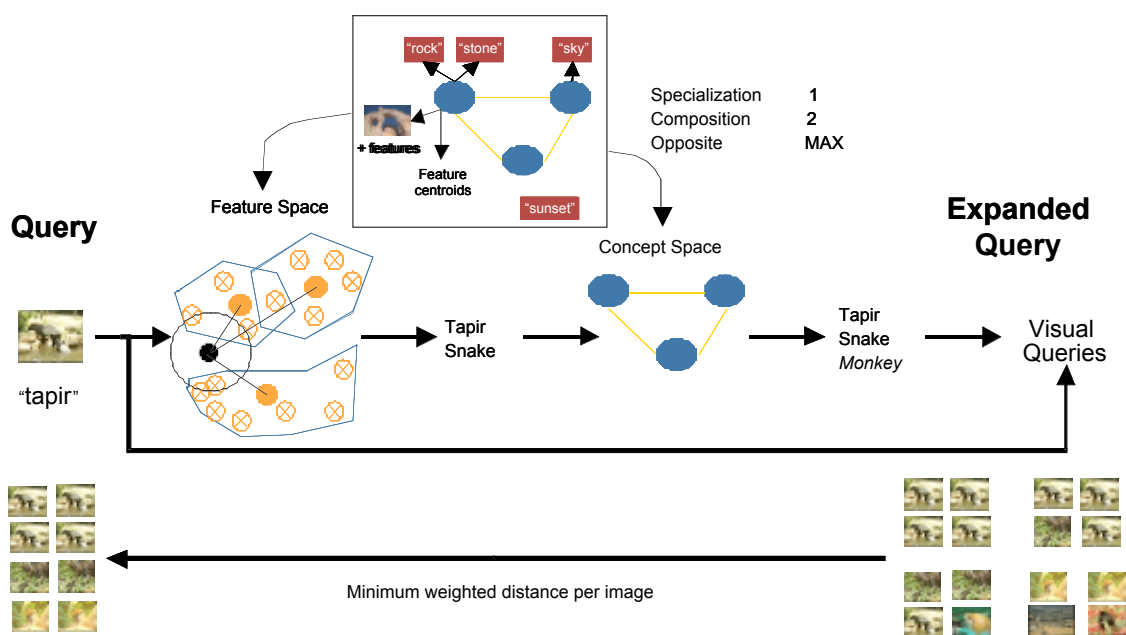 “rock”
“stone”
“sky”
+ features
Feature
centroids
“sunset”
Specialization 1
Composition 2
Opposite MAX
Query
Feature Space
Concept Space
Expanded
Query
“tapir”
Tapir
Snake
Tapir
Snake
Monkey
Visual
Queries
Minimum weighted distance per image